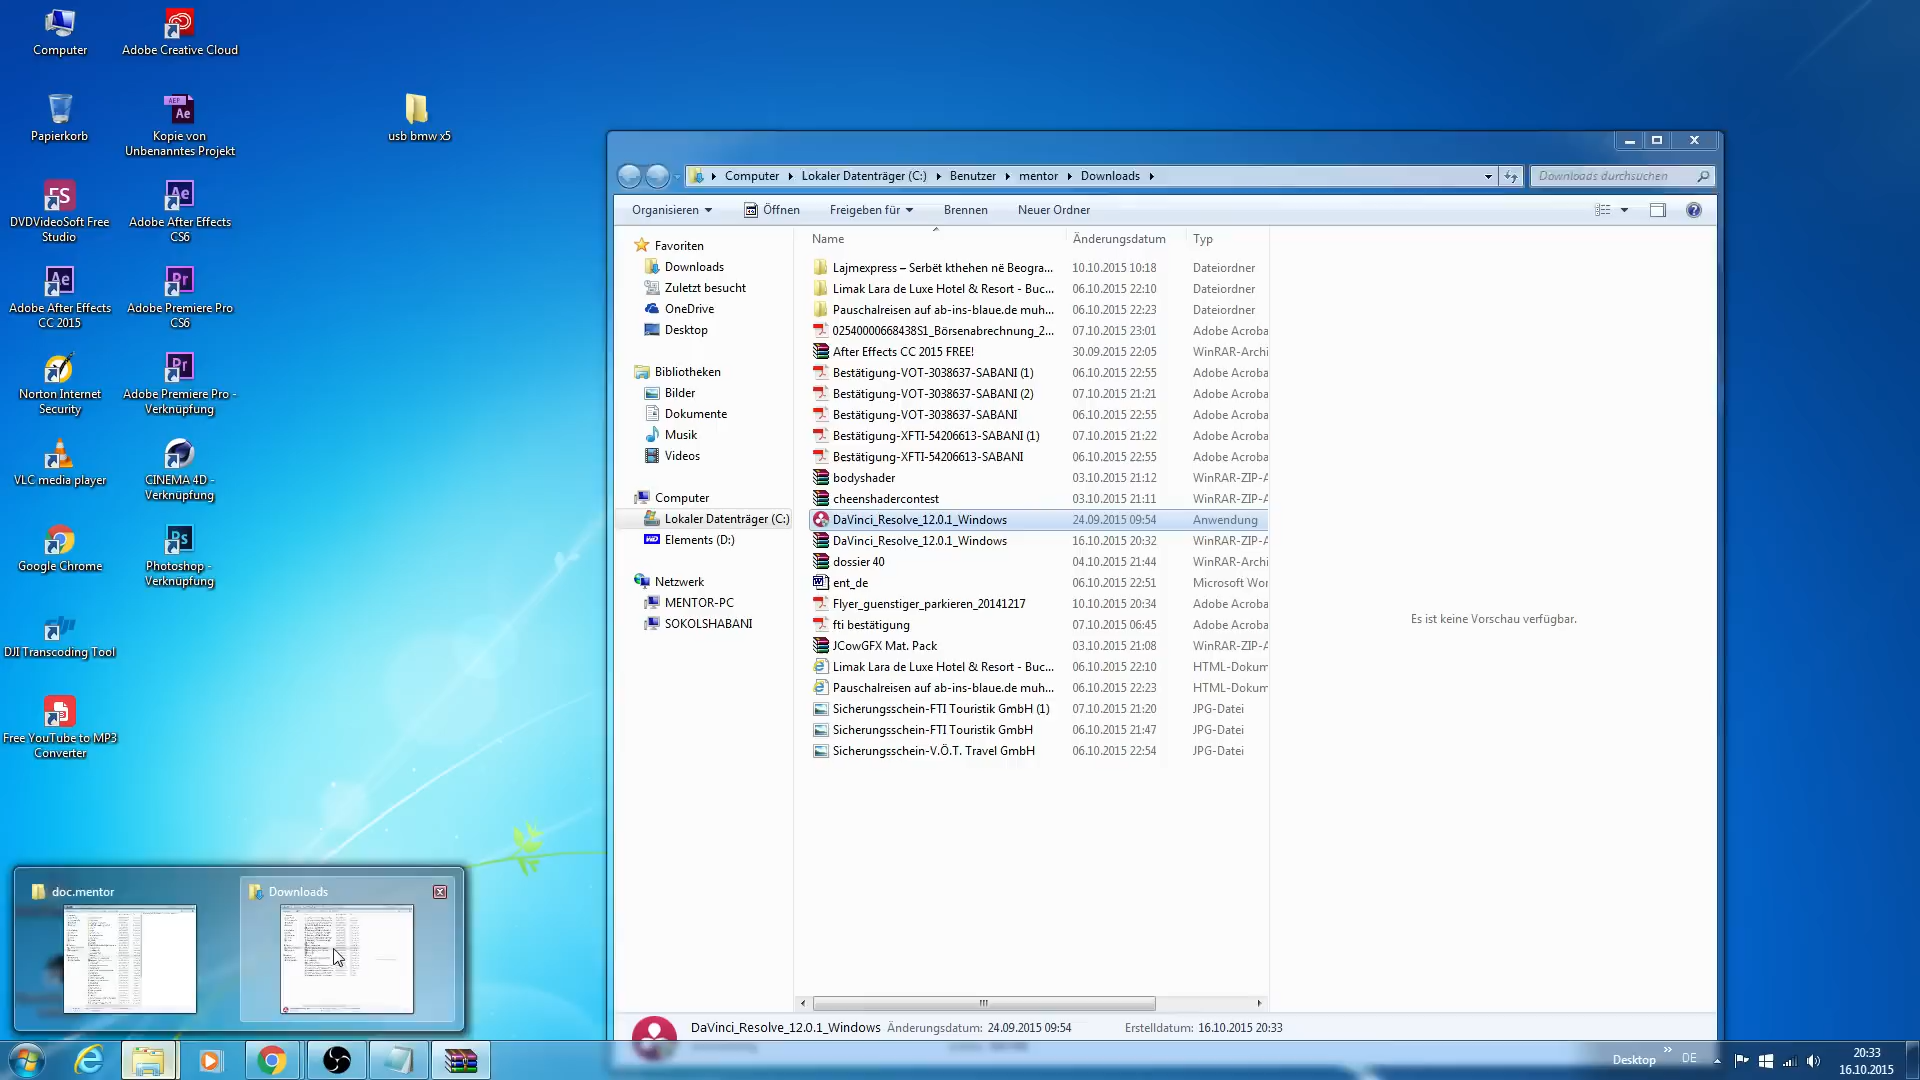 Computer
Adobe Creative Cloud
Papierkorb
Kopie von
Unbenanntes Projekt
usb bmw x5
DVDVideoSoft Free
Studio
Adobe After Effects
CS6
Adobe After Effects
CC 2015
Adobe Premiere Pro
CS6
Norton Internet
Security
Adobe Premiere Pro -
Verknüpfung
VLC media player
CINEMA 4D -
Verknüpfung
Google Chrome
Photoshop -
Verknüpfung
DJI Transcoding Tool
Free YouTube to MP3
Converter
Computer Lokaler Datenträger (C:) Benutzer mentor Downloads
Downloads durchsuchen
Organisieren Öffnen Freigeben für Brennen Neuer Ordner
Favoriten
Downloads
Zuletzt besucht
OneDrive
Desktop
Bibliotheken
Bilder
Dokumente
Musik
Videos
Computer
Lokaler Datenträger (C:)
Elements (D:)
Netzwerk
MENTOR-PC
SOKOLSHABANI
Name Änderungsdatum Typ
Lajmexpress – Serbët kthehen në Beogra... 10.10.2015 10:18 Dateiordner
Limak Lara de Luxe Hotel & Resort - Buc... 06.10.2015 22:10 Dateiordner
Pauschalreisen auf ab-ins-blaue.de muh... 06.10.2015 22:23 Dateiordner
02540000668438S1_Börsenabrechnung_2... 07.10.2015 23:01 Adobe Acroba
After Effects CC 2015 FREE! 30.09.2015 22:05 WinRAR-Archi
Bestätigung-VOT-3038637-SABANI (1) 06.10.2015 22:55 Adobe Acroba
Bestätigung-VOT-3038637-SABANI (2) 07.10.2015 21:21 Adobe Acroba
Bestätigung-VOT-3038637-SABANI 06.10.2015 22:55 Adobe Acroba
Bestätigung-XFTI-54206613-SABANI (1) 07.10.2015 21:22 Adobe Acroba
Bestätigung-XFTI-54206613-SABANI 06.10.2015 22:55 Adobe Acroba
bodyshader 03.10.2015 21:12 WinRAR-ZIP-A
cheenshadercontest 03.10.2015 21:11 WinRAR-ZIP-A
DaVinci_Resolve_12.0.1_Windows 24.09.2015 09:54 Anwendung
DaVinci_Resolve_12.0.1_Windows 16.10.2015 20:32 WinRAR-ZIP-A
dossier 40 04.10.2015 21:44 WinRAR-Archi
ent_de 06.10.2015 22:51 Microsoft Wor
Flyer_guenstiger_parkieren_20141217 10.10.2015 20:34 Adobe Acroba
fti bestätigung 07.10.2015 06:45 Adobe Acroba
JCowGFX Mat. Pack 03.10.2015 21:08 WinRAR-ZIP-A
Limak Lara de Luxe Hotel & Resort - Buc... 06.10.2015 22:10 HTML-Dokum
Pauschalreisen auf ab-ins-blaue.de muh... 06.10.2015 22:23 HTML-Dokum
Sicherungsschein-FTI Touristik GmbH (1) 07.10.2015 21:20 JPG-Datei
Sicherungsschein-FTI Touristik GmbH 06.10.2015 21:47 JPG-Datei
Sicherungsschein-V.Ö.T. Travel GmbH 06.10.2015 22:54 JPG-Datei
Es ist keine Vorschau verfügbar.
doc.mentor
Downloads
DaVinci_Resolve_12.0.1_Windows Änderungsdatum: 24.09.2015 09:54 Erstelldatum: 16.10.2015 20:33
Desktop DE
20:33
16.10.2015